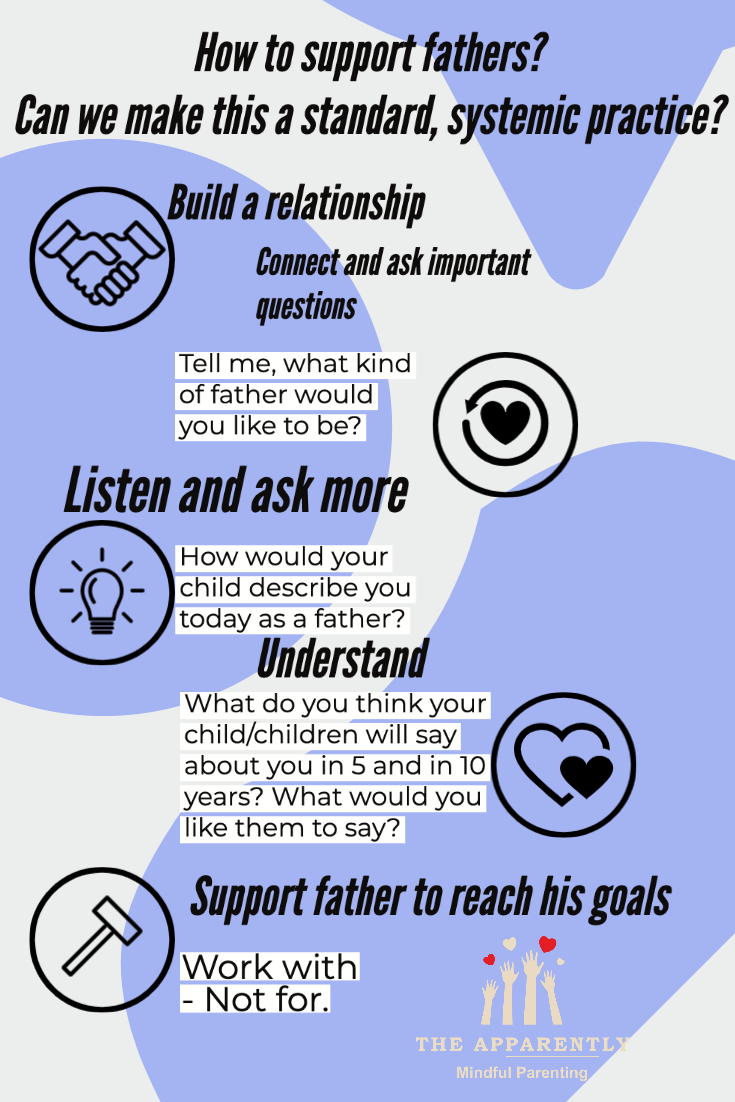 How to support fathers?
Can we make this a standard, systemic practice?
Build a relationship
Connect and ask important
questions
Tell me, what kind
of father would
you like to be?
Listen and ask more
How would your
child describe you
today as a father?
Understand
What do you think your
child/children will say
about you in 5 and in 10
years? What would you
like them to say?
Support father to reach his goals
Work with
- Not for.
THE APPARENTLY
Mindful Parenting